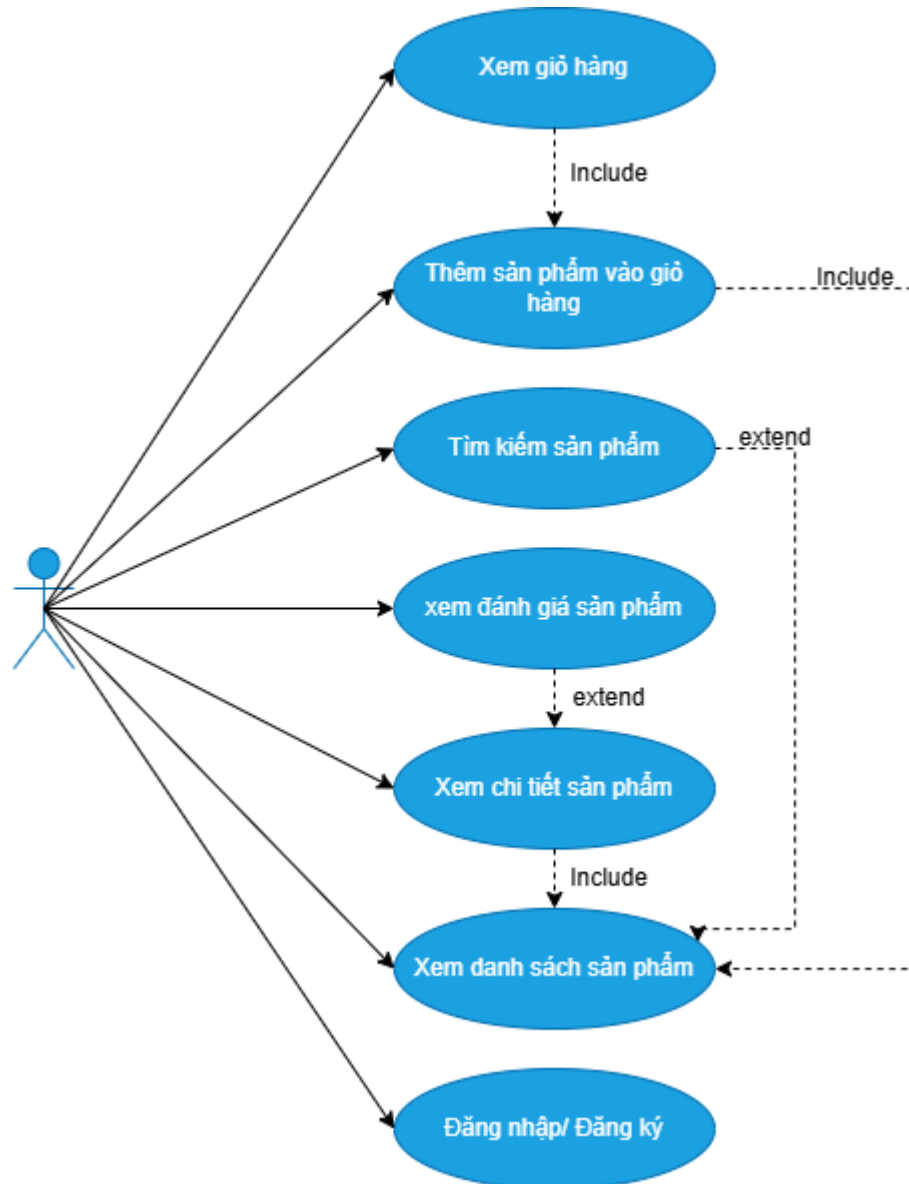 Xem giỏ hàng
Include
Thêm sản phẩm vào giỏ
hàng
Include
Tìm kiếm sản phẩm
extend
xem đánh giá sản phẩm
extend
Xem chi tiết sản phẩm
Include
Xem danh sách sản phẩm
Đăng nhập/ Đăng ký